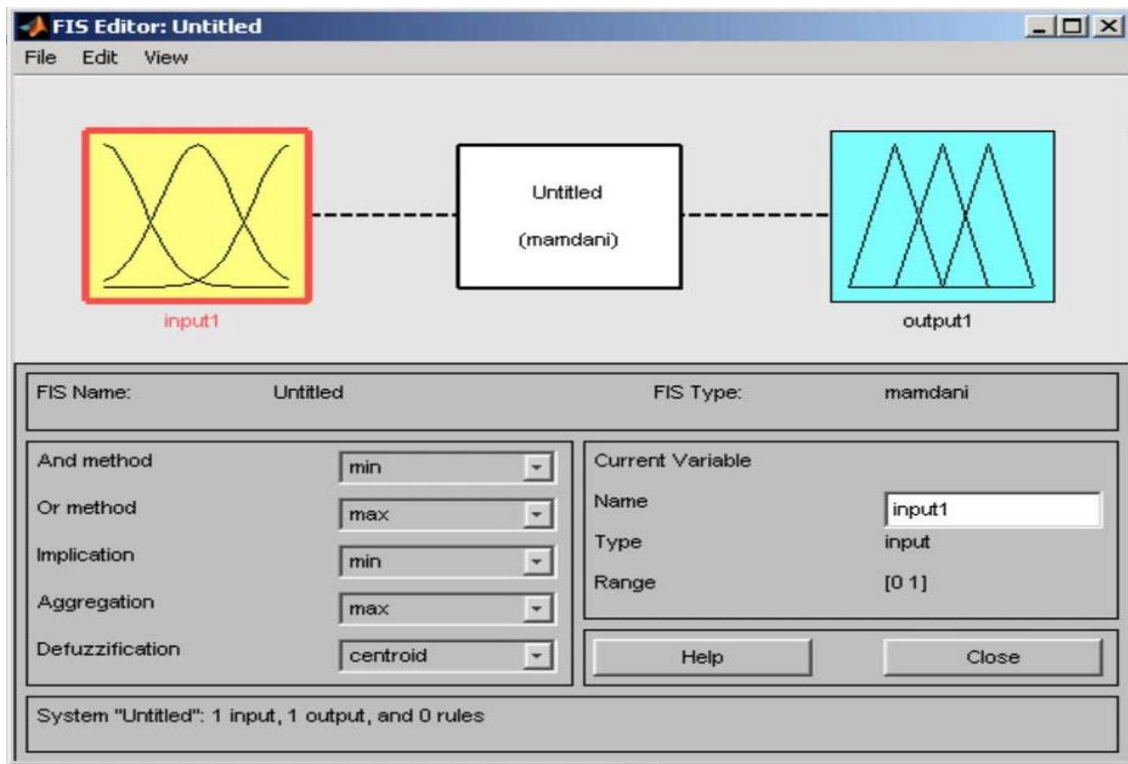 FIS Editor: Untitled
File Edit View
Untitled
(mamdani)
input1
output1
FIS Name: Untitled FIS Type: mamdani
And method min
Or method max
Implication min
Aggregation max
Defuzzification centroid
Current Variable
Name input1
Type input
Range [0 1]
Help Close
System "Untitled": 1 input, 1 output, and 0 rules